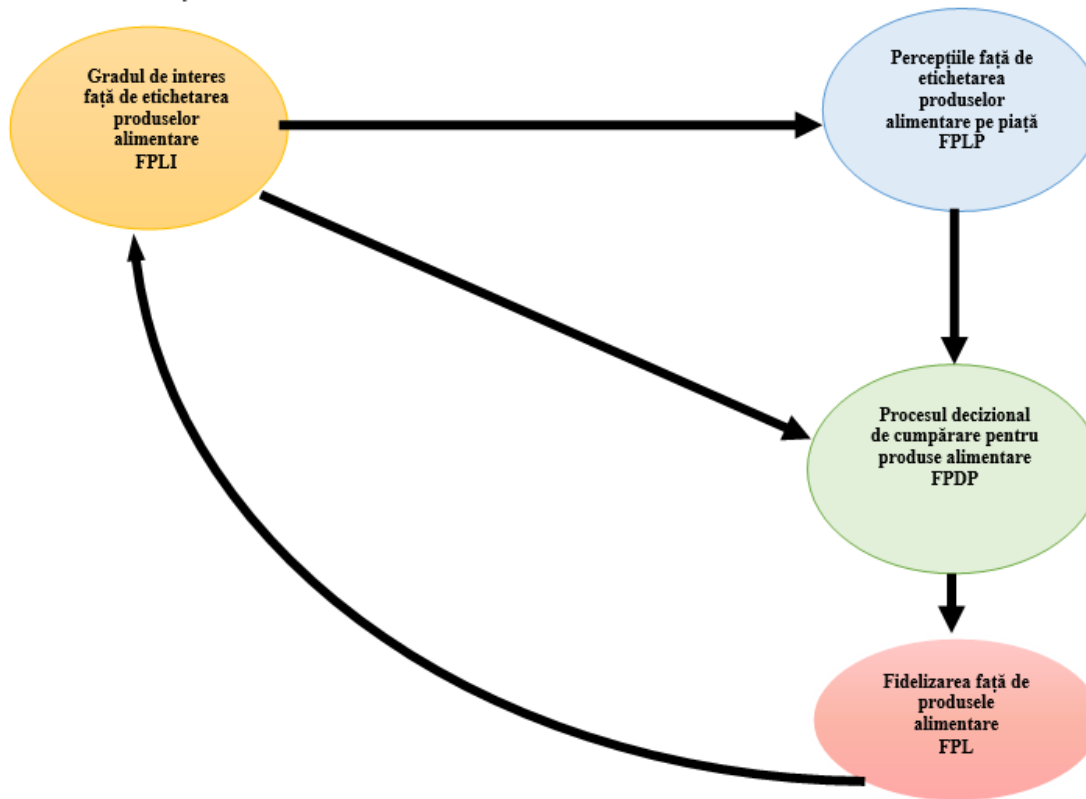 Gradul de interes
față de etichetarea
produselor
alimentare
FPLI
Percepțiile față de
etichetarea
produselor
alimentare pe piață
FPLP
Procesul decizional
de cumpărare pentru
produse alimentare
FPDP
Fidelizarea față de
produsele
alimentare
FPL